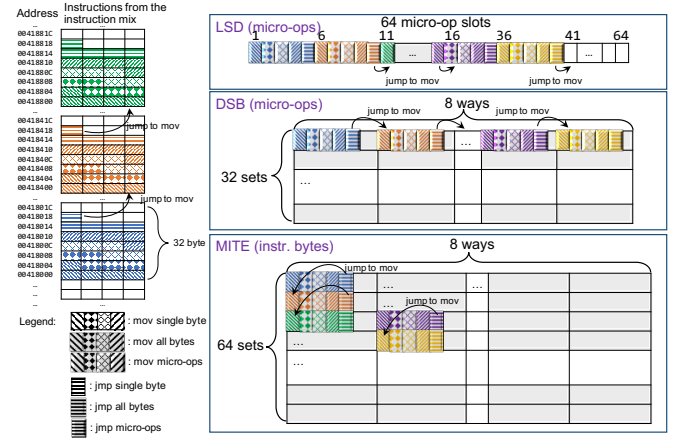 Address
Instructions from the
instruction mix
...
...
0041881C
00418818
00418814
00418810
0041880C
00418808
00418804
00418800
...
...
0041841C
00418418
00418414
00418410
0041840C
00418408
00418404
00418400
...
...
0041801C
00418018
00418014
00418010
0041800C
00418008
00418004
00418000
...
...
...
jump to mov
jump to mov
32 byte
Legend:
: mov single byte
: mov all bytes
: mov micro-ops
: jmp single byte
: jmp all bytes
: jmp micro-ops
LSD (micro-ops)
64 micro-op slots
1 6 11 16 36 41 64
... ...
jump to mov
jump to mov
DSB (micro-ops)
8 ways
jump to mov
jump to mov
...
32 sets
...
MITE (instr. bytes)
8 ways
jump to mov
... ...
...
jump to mov
64 sets
...
...